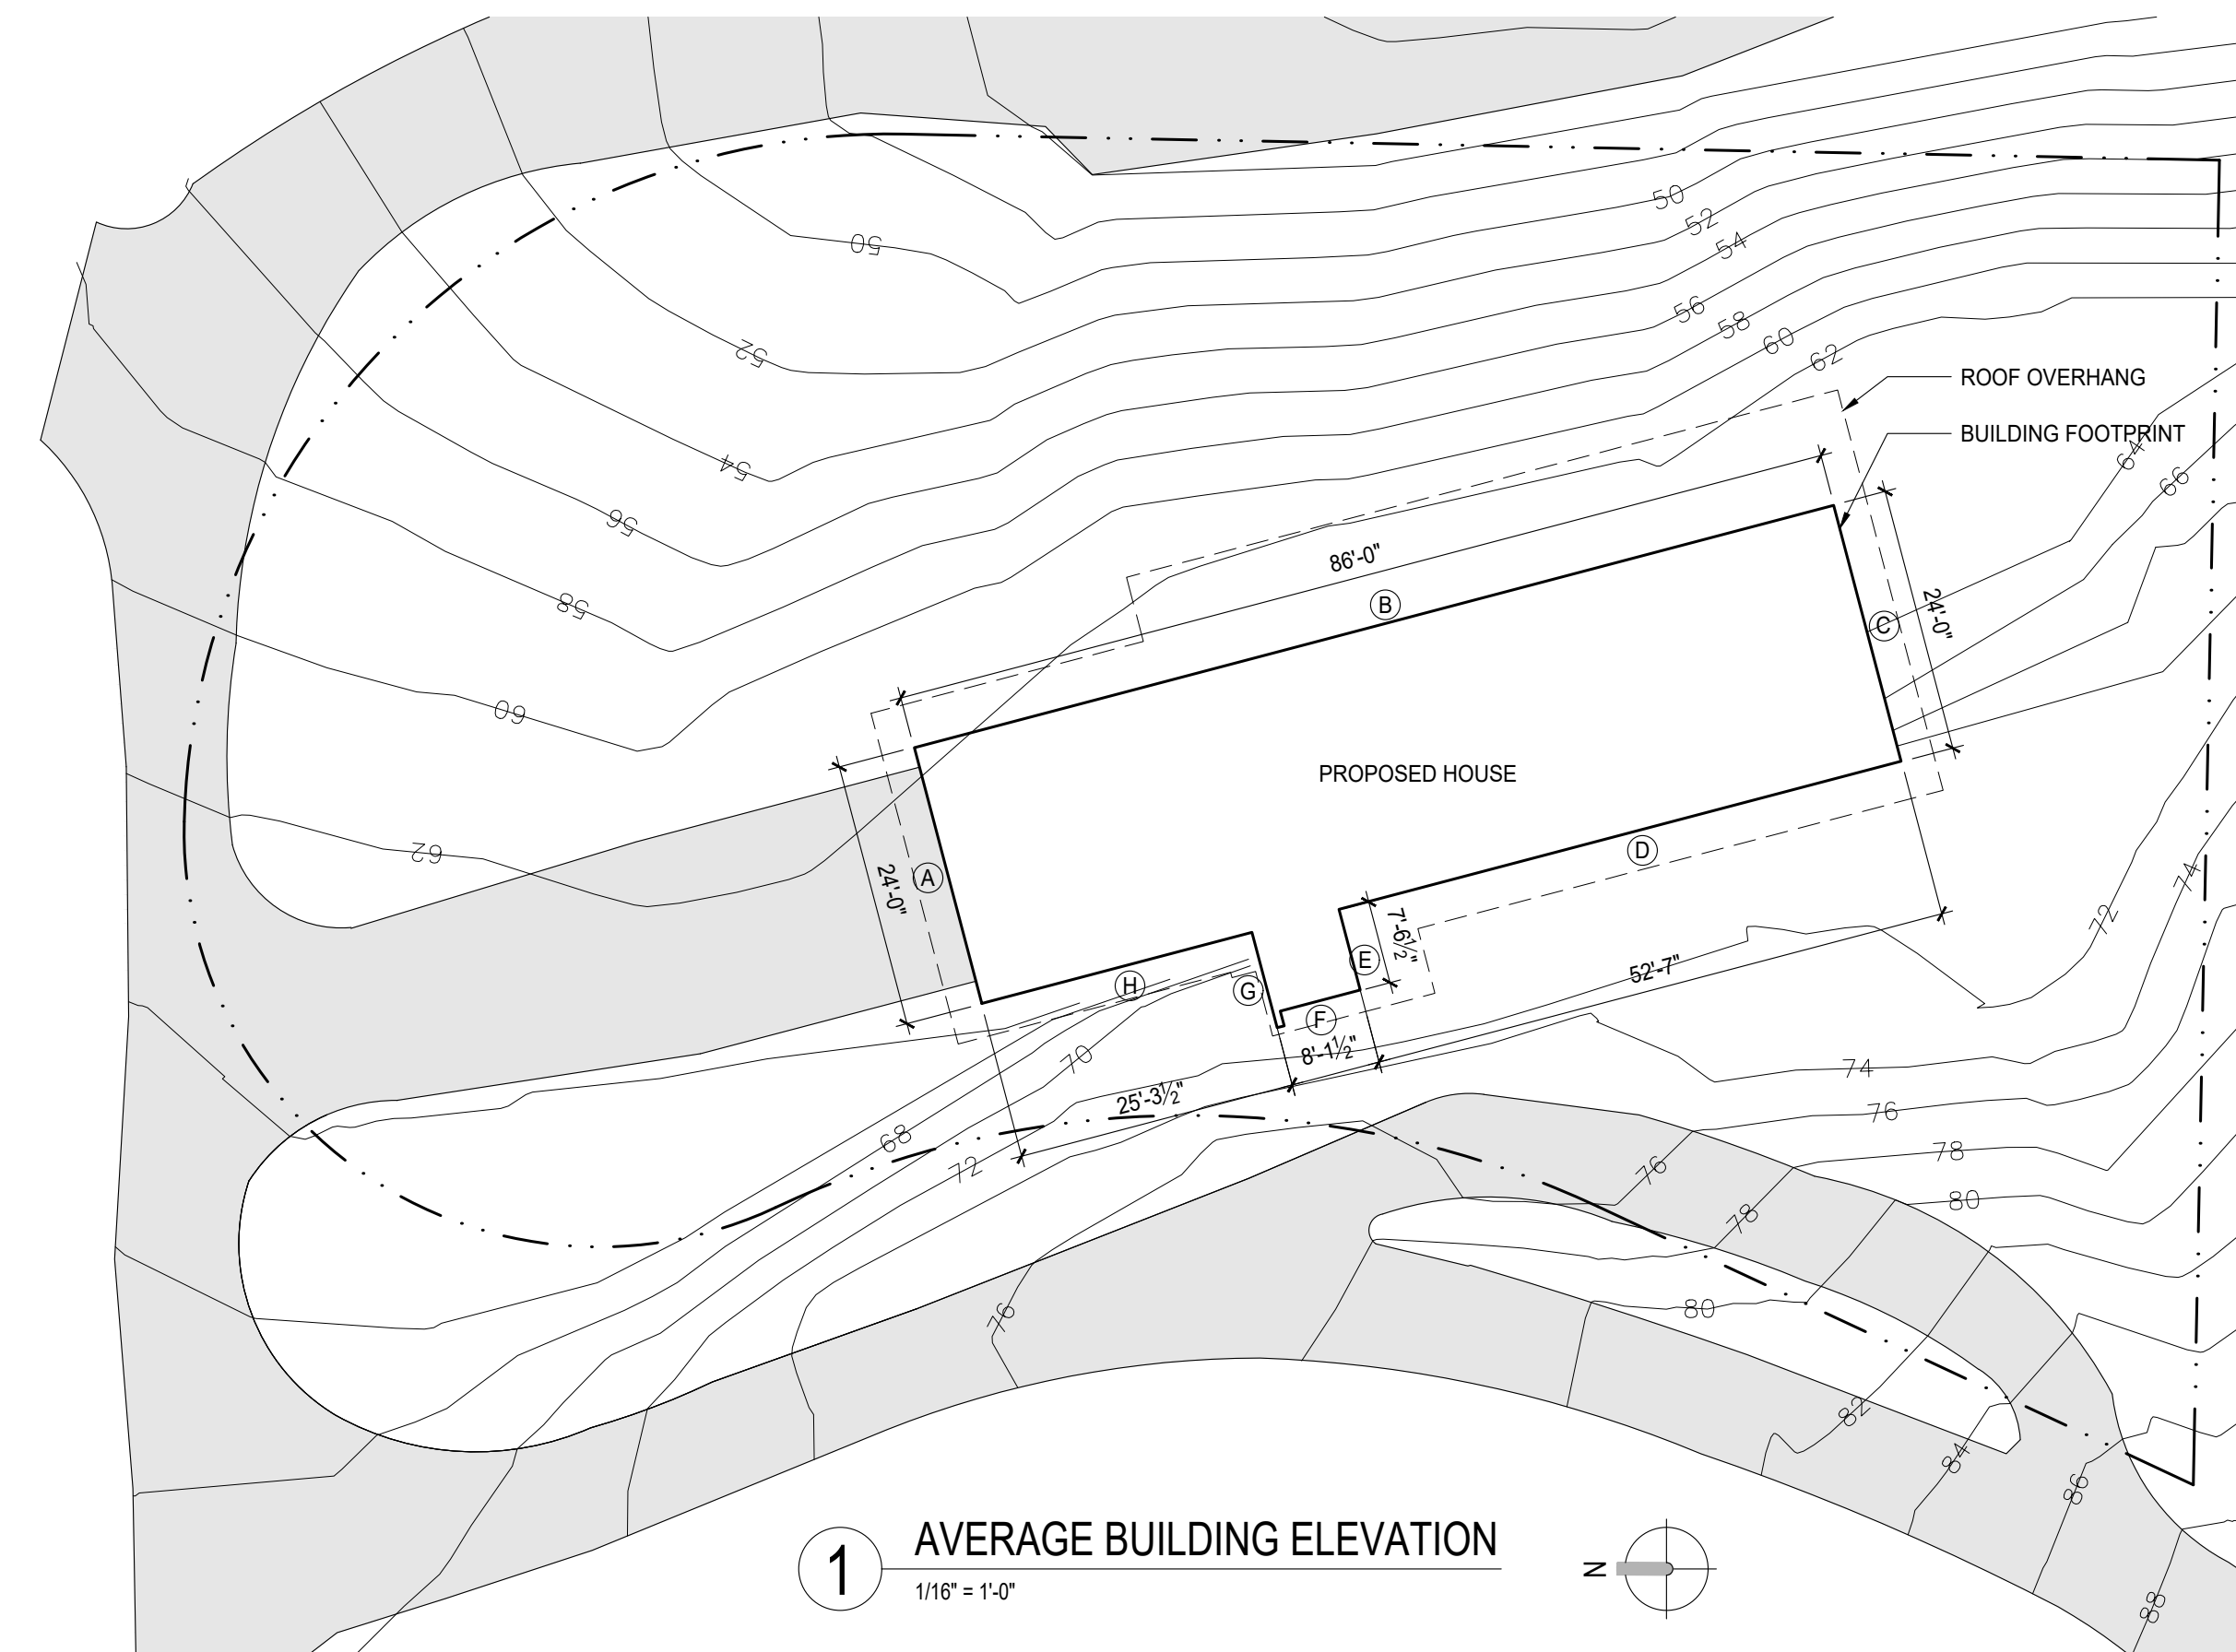 50
50
52
54
56
58
60
62
52
54
56
58
60
62
64
66
ROOF OVERHANG
BUILDING FOOTPRINT
86'-0"
B
C
24'-0"
PROPOSED HOUSE
A
24'-0"
D
7'-6½"
E
52'-7"
H
G
F
8'-1½"
25'-3½"
70
68
72
72
74
74
76
78
80
76
78
80
76
82
84
86
88
1
AVERAGE BUILDING ELEVATION
1/16" = 1'-0"
N